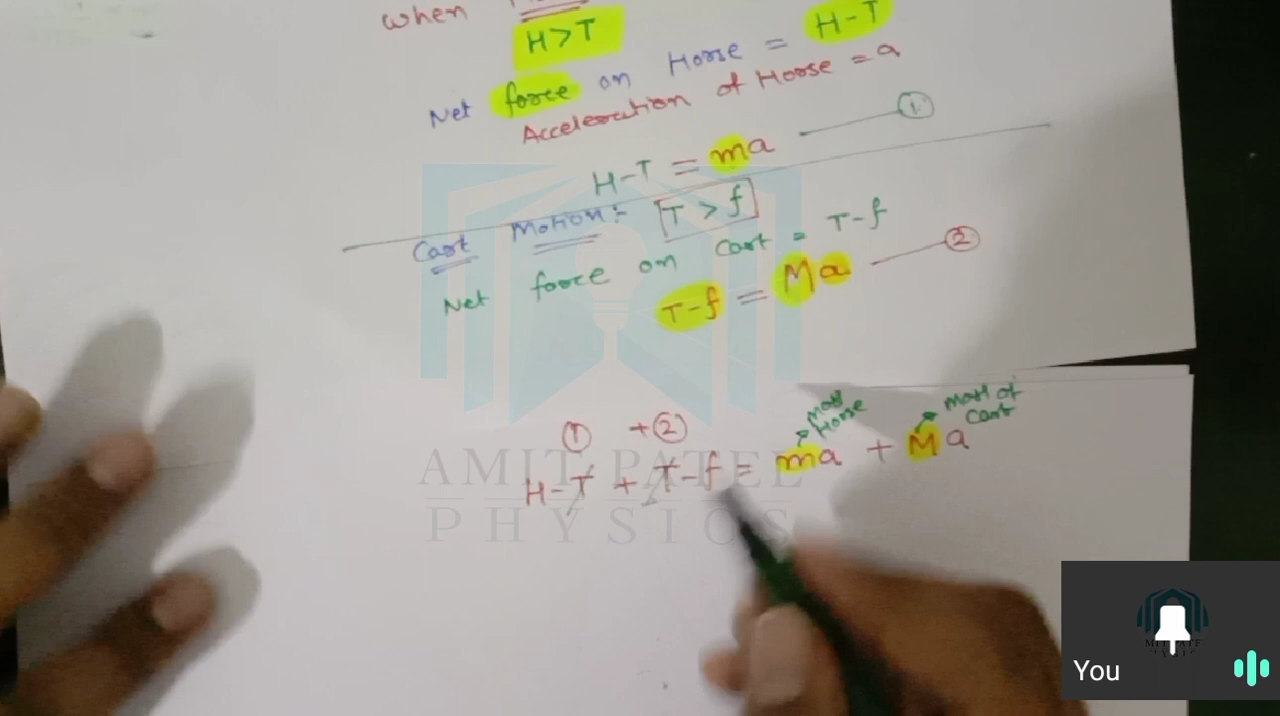 when
H>T
Net force on Horse = H-T
Acceleration of Horse = a
H-T = ma ①
Cart Motion:- T > f
Net force on Cart = T-f
T-f = Ma ②
① + ②
mass Horse
mass of Cart
H-T + T-f = ma + Ma
AMIT PATEL
PHYSICS
You